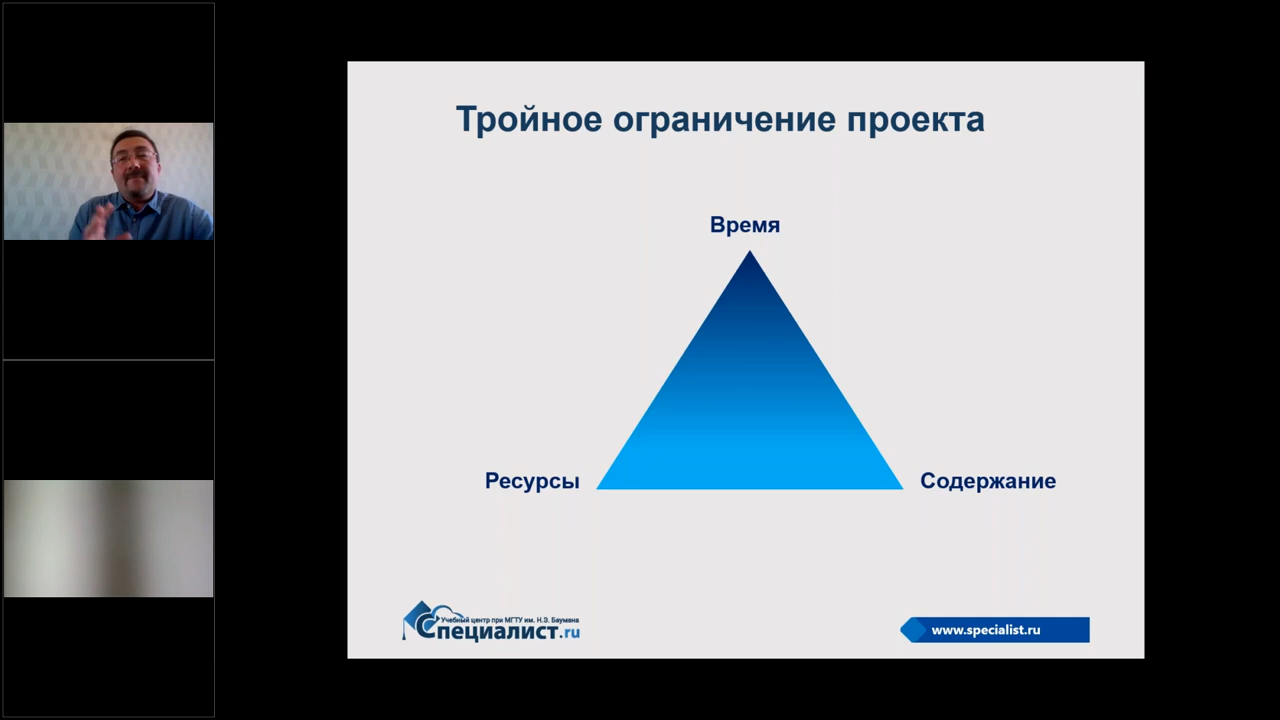 Тройное ограничение проекта
Время
Ресурсы
Содержание
Учебный центр при МГТУ им. Н.Э. Баумана
Специалист.ru
www.specialist.ru